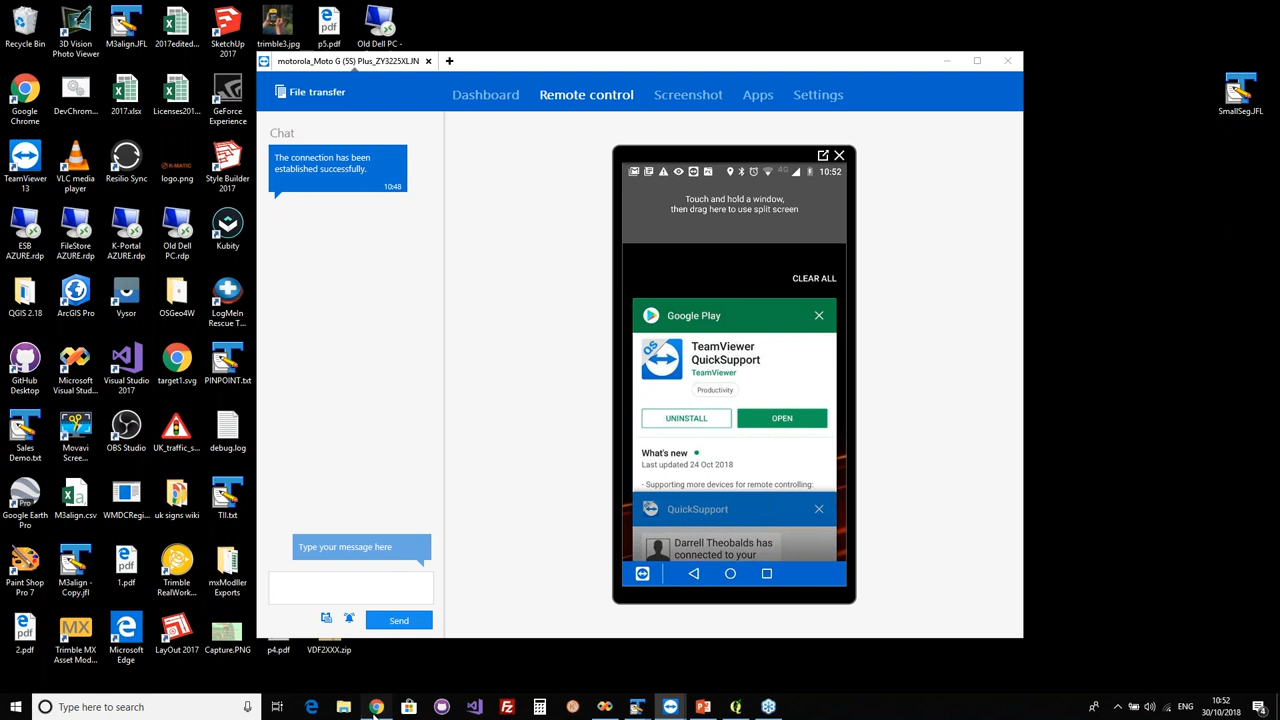 Recycle Bin
3D Vision
Photo Viewer
M3align.JFL
2017edited...
SketchUp
2017
trimble3.jpg
p5.pdf
Old Dell PC -
Google
Chrome
DevChrom...
2017.xlsx
Licenses201...
GeForce
Experience
TeamViewer
13
VLC media
player
Resilio Sync
K-MATIC
logo.png
Style Builder
2017
ESB
AZURE.rdp
FileStore
AZURE.rdp
K-Portal
AZURE.rdp
Old Dell
PC.rdp
Kubity
QGIS 2.18
ArcGIS Pro
Vysor
OSGeo4W
LogMeIn
Rescue T...
GitHub
Desktop
Microsoft
Visual Stud...
Visual Studio
2017
target1.svg
PINPOINT.txt
Sales
Demo.txt
Movavi
Scree...
OBS Studio
UK_traffic_s...
debug.log
Pro
Google Earth
Pro
M3align.csv
WMDCRegi...
uk signs wiki
TII.txt
Paint Shop
Pro 7
M3align -
Copy.jfl
pdf
1.pdf
Trimble
RealWork...
mxModller
Exports
pdf
2.pdf
MX
Trimble MX
Asset Mod...
Microsoft
Edge
LayOut 2017
Capture.PNG
p4.pdf
VDF2XXX.zip
SmallSeg.JFL
motorola_Moto G (5S) Plus_ZY3225XLJN
File transfer
Dashboard
Remote control
Screenshot
Apps
Settings
Chat
The connection has been
established successfully.
10:48
Type your message here
Send
4G
10:52
Touch and hold a window,
then drag here to use split screen
CLEAR ALL
Google Play
QS
TeamViewer
QuickSupport
TeamViewer
Productivity
UNINSTALL
OPEN
What's new
Last updated 24 Oct 2018
- Supporting more devices for remote controlling:
QuickSupport
Darrell Theobalds has
connected to your
Type here to search
ENG
10:52
30/10/2018